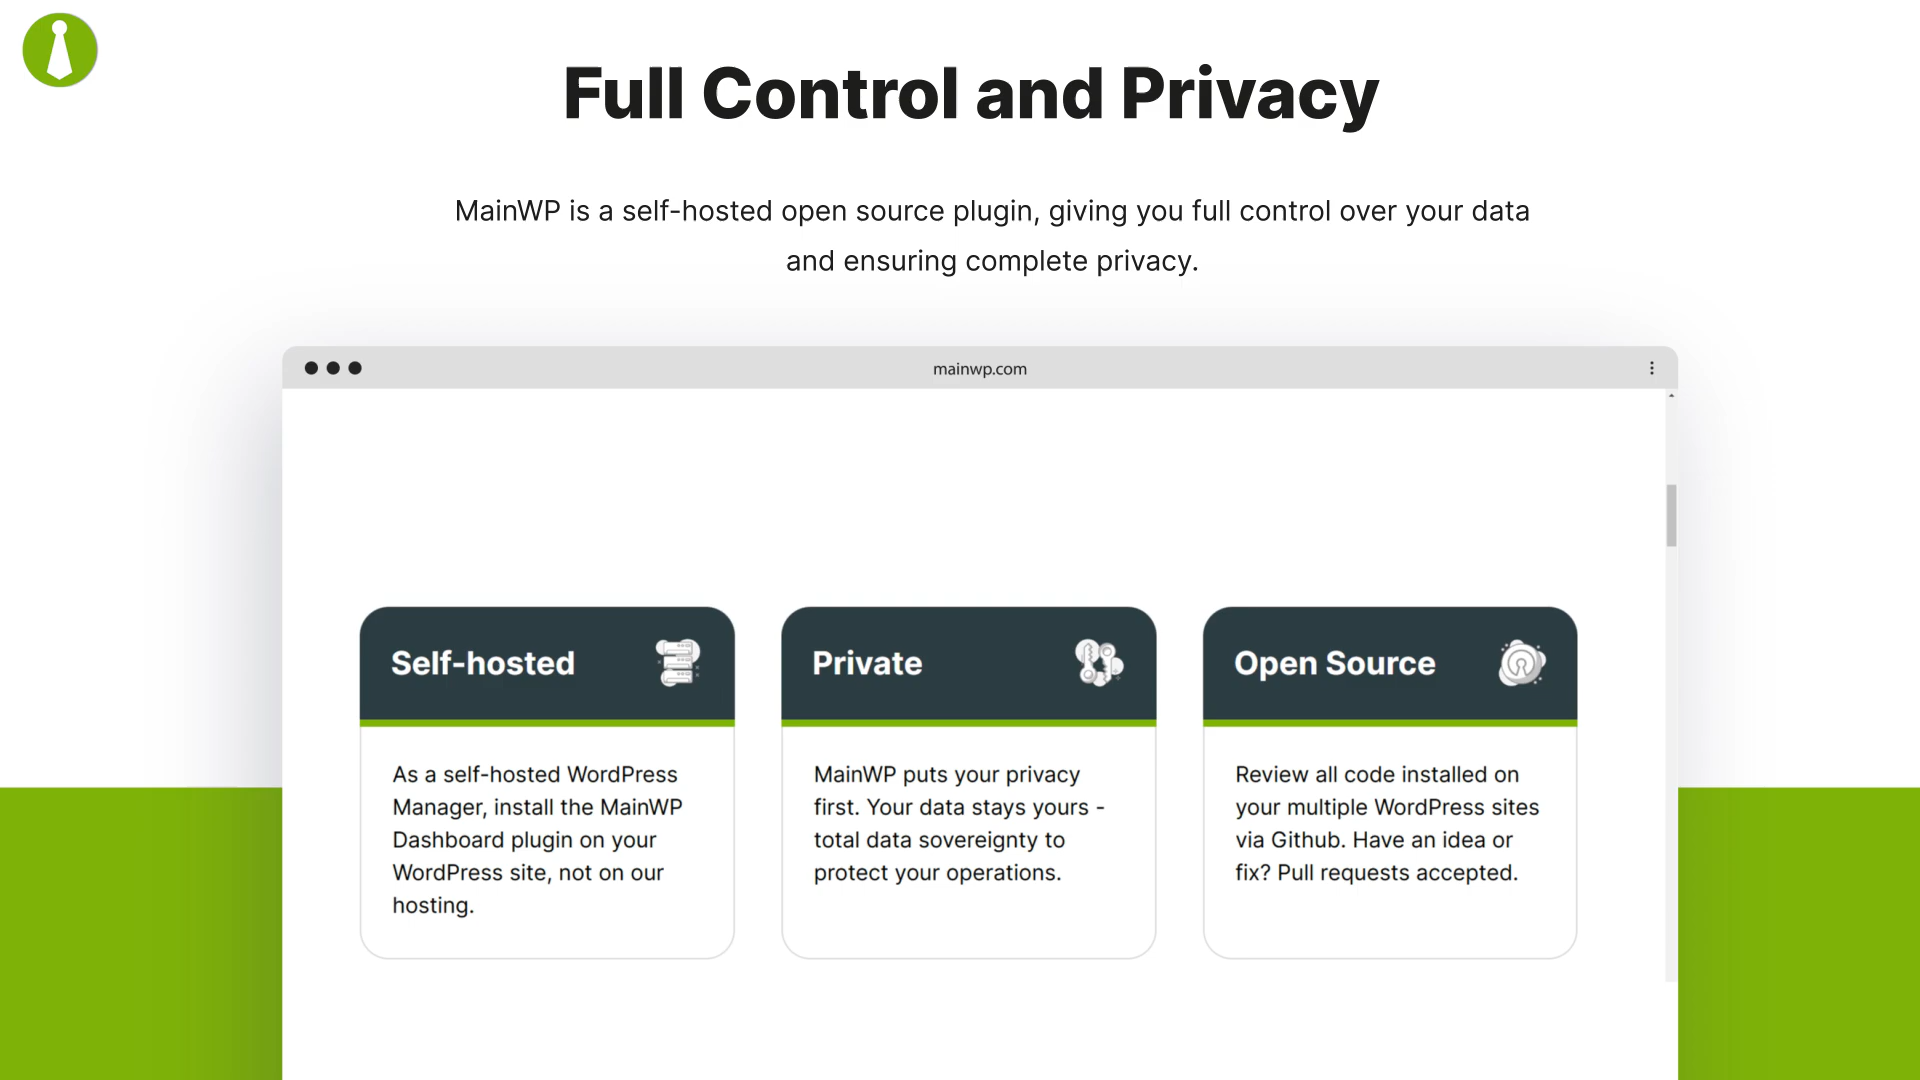 Full Control and Privacy
MainWP is a self-hosted open source plugin, giving you full control over your data
and ensuring complete privacy.
mainwp.com
Self-hosted
As a self-hosted WordPress
Manager, install the MainWP
Dashboard plugin on your
WordPress site, not on our
hosting.
Private
MainWP puts your privacy
first. Your data stays yours -
total data sovereignty to
protect your operations.
Open Source
Review all code installed on
your multiple WordPress sites
via Github. Have an idea or
fix? Pull requests accepted.